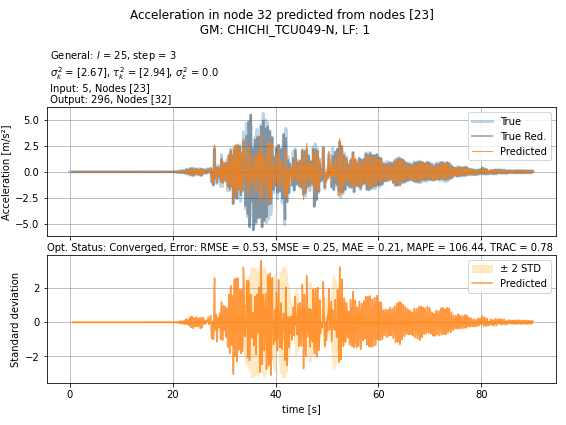 Acceleration in node 32 predicted from nodes [23]
GM: CHICHI_TCU049-N, LF: 1
General: l = 25, step = 3
σ²ₖ = [2.67], τ²ₖ = [2.94], σ²ε = 0.0
Input: 5, Nodes [23]
Output: 296, Nodes [32]
5.0
2.5
0.0
−2.5
−5.0
Acceleration [m/s²]
True
True Red.
Predicted
Opt. Status: Converged, Error: RMSE = 0.53, SMSE = 0.25, MAE = 0.21, MAPE = 106.44, TRAC = 0.78
2
0
−2
Standard deviation
± 2 STD
Predicted
0 20 40 60 80
time [s]